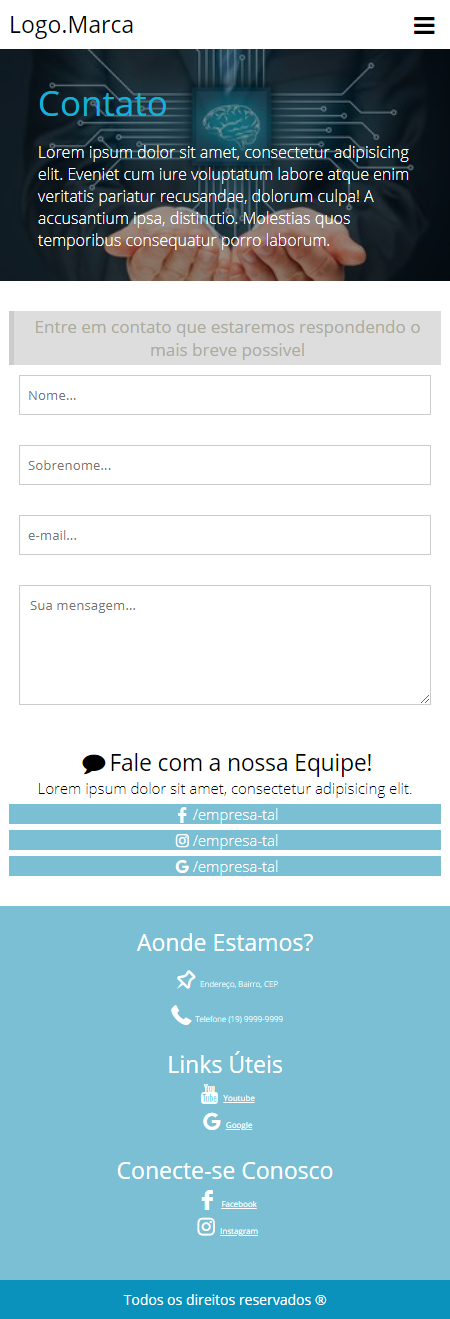 Logo.Marca
Contato
Lorem ipsum dolor sit amet, consectetur adipisicing
elit. Eveniet cum iure voluptatum labore atque enim
veritatis pariatur recusandae, dolorum culpa! A
accusantium ipsa, distinctio. Molestias quos
temporibus consequatur porro laborum.
Entre em contato que estaremos respondendo o
mais breve possivel
Nome...
Sobrenome...
e-mail...
Sua mensagem...
Fale com a nossa Equipe!
Lorem ipsum dolor sit amet, consectetur adipisicing elit.
/empresa-tal
/empresa-tal
/empresa-tal
Aonde Estamos?
Endereço, Bairro, CEP
Telefone (19) 9999-9999
Links Úteis
You
Tube
Youtube
Google
Conecte-se Conosco
Facebook
Instagram
Todos os direitos reservados ®